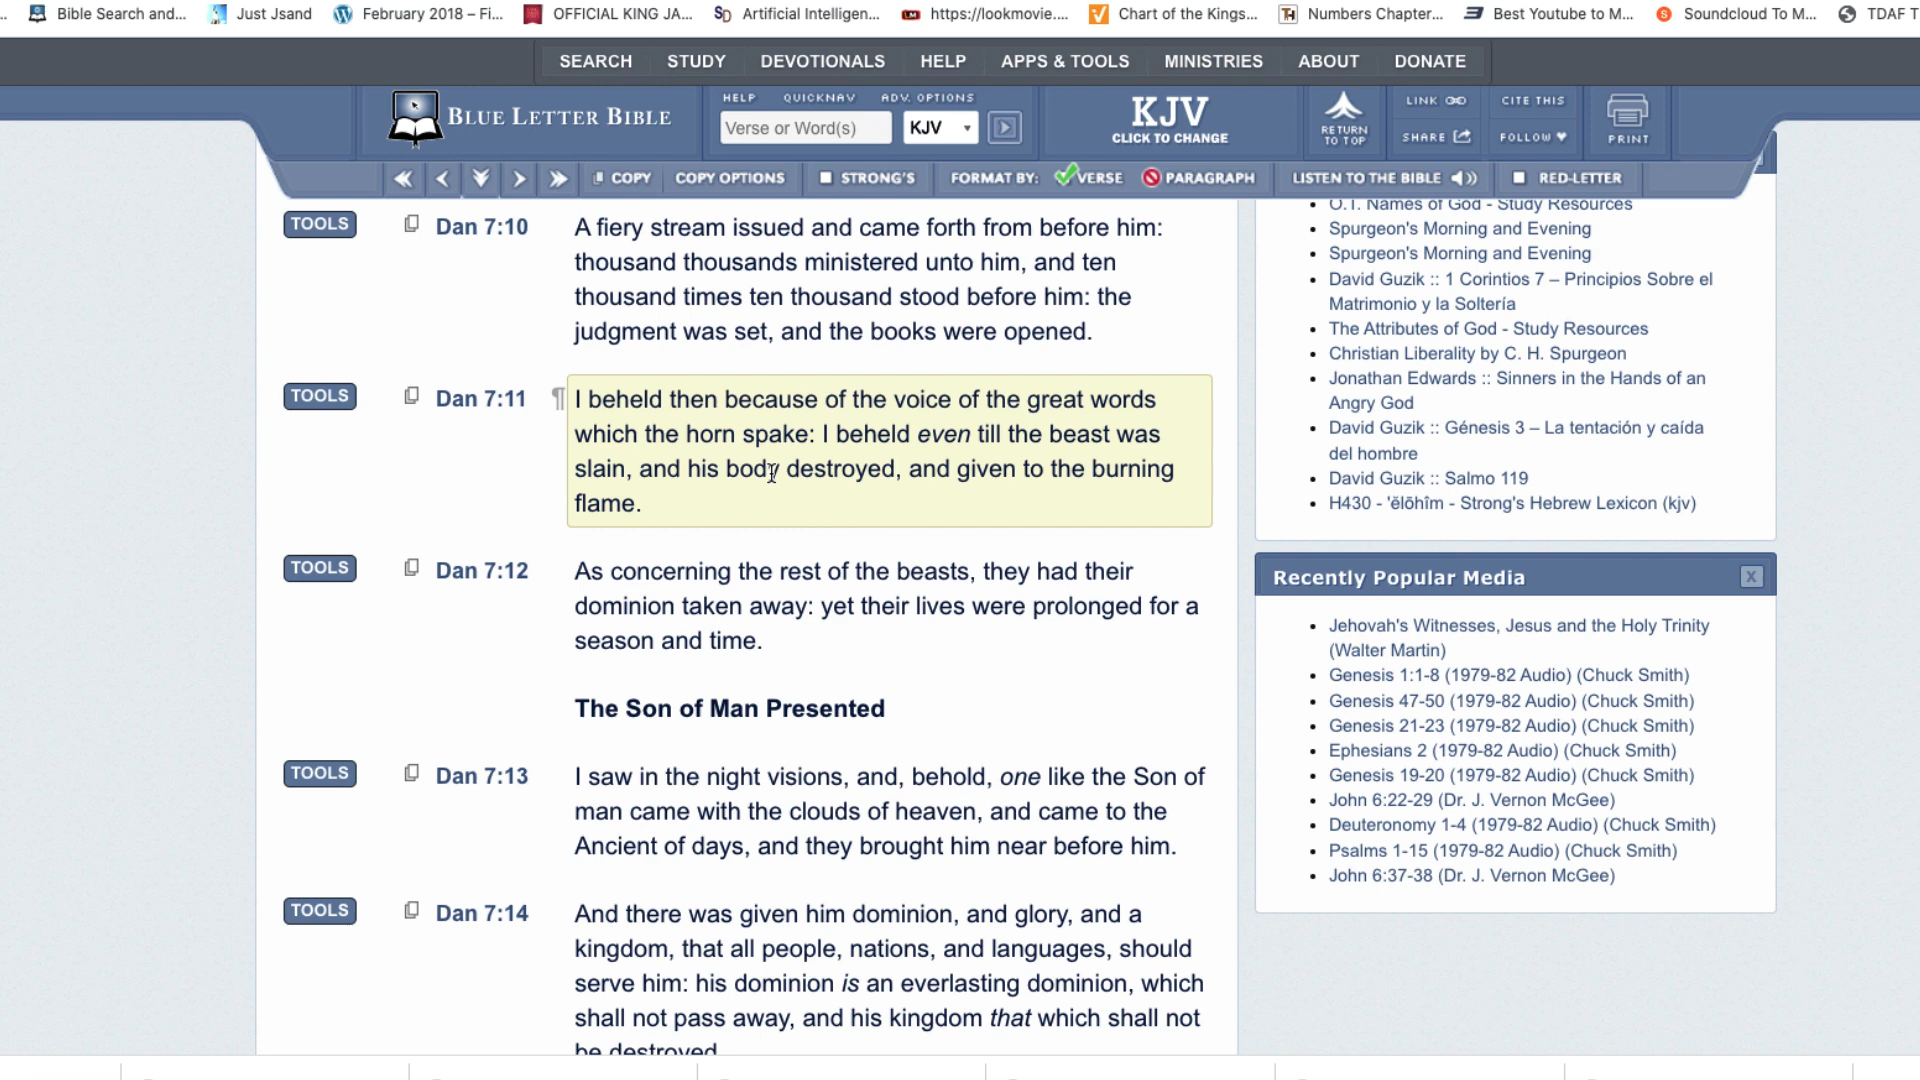 Bible Search and...
Just Jsand
February 2018 – Fi...
OFFICIAL KING JA...
Artificial Intelligen...
https://lookmovie....
Chart of the Kings...
Numbers Chapter...
Best Youtube to M...
Soundcloud To M...
TDAF T
SEARCH STUDY DEVOTIONALS HELP APPS & TOOLS MINISTRIES ABOUT DONATE
BLUE LETTER BIBLE
HELP QUICKNAV ADV. OPTIONS
Verse or Word(s)
KJV
KJV
CLICK TO CHANGE
RETURN
TO TOP
LINK
SHARE
CITE THIS
FOLLOW
PRINT
COPY COPY OPTIONS STRONG'S FORMAT BY: VERSE PARAGRAPH LISTEN TO THE BIBLE RED-LETTER
TOOLS Dan 7:10
A fiery stream issued and came forth from before him:
thousand thousands ministered unto him, and ten
thousand times ten thousand stood before him: the
judgment was set, and the books were opened.
TOOLS Dan 7:11
¶ I beheld then because of the voice of the great words
which the horn spake: I beheld even till the beast was
slain, and his body destroyed, and given to the burning
flame.
TOOLS Dan 7:12
As concerning the rest of the beasts, they had their
dominion taken away: yet their lives were prolonged for a
season and time.
The Son of Man Presented
TOOLS Dan 7:13
I saw in the night visions, and, behold, one like the Son of
man came with the clouds of heaven, and came to the
Ancient of days, and they brought him near before him.
TOOLS Dan 7:14
And there was given him dominion, and glory, and a
kingdom, that all people, nations, and languages, should
serve him: his dominion is an everlasting dominion, which
shall not pass away, and his kingdom that which shall not
be destroyed
O.T. Names of God - Study Resources
Spurgeon's Morning and Evening
Spurgeon's Morning and Evening
David Guzik :: 1 Corintios 7 – Principios Sobre el
Matrimonio y la Soltería
The Attributes of God - Study Resources
Christian Liberality by C. H. Spurgeon
Jonathan Edwards :: Sinners in the Hands of an
Angry God
David Guzik :: Génesis 3 – La tentación y caída
del hombre
David Guzik :: Salmo 119
H430 - 'ĕlōhîm - Strong's Hebrew Lexicon (kjv)
Recently Popular Media X
Jehovah's Witnesses, Jesus and the Holy Trinity
(Walter Martin)
Genesis 1:1-8 (1979-82 Audio) (Chuck Smith)
Genesis 47-50 (1979-82 Audio) (Chuck Smith)
Genesis 21-23 (1979-82 Audio) (Chuck Smith)
Ephesians 2 (1979-82 Audio) (Chuck Smith)
Genesis 19-20 (1979-82 Audio) (Chuck Smith)
John 6:22-29 (Dr. J. Vernon McGee)
Deuteronomy 1-4 (1979-82 Audio) (Chuck Smith)
Psalms 1-15 (1979-82 Audio) (Chuck Smith)
John 6:37-38 (Dr. J. Vernon McGee)